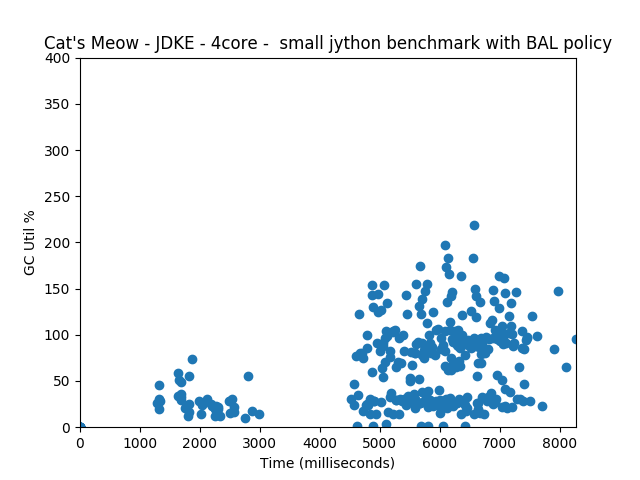 Cat's Meow - JDKE - 4core -  small jython benchmark with BAL policy
400
350
300
250
200
150
100
50
0
GC Util %
0 1000 2000 3000 4000 5000 6000 7000 8000
Time (milliseconds)